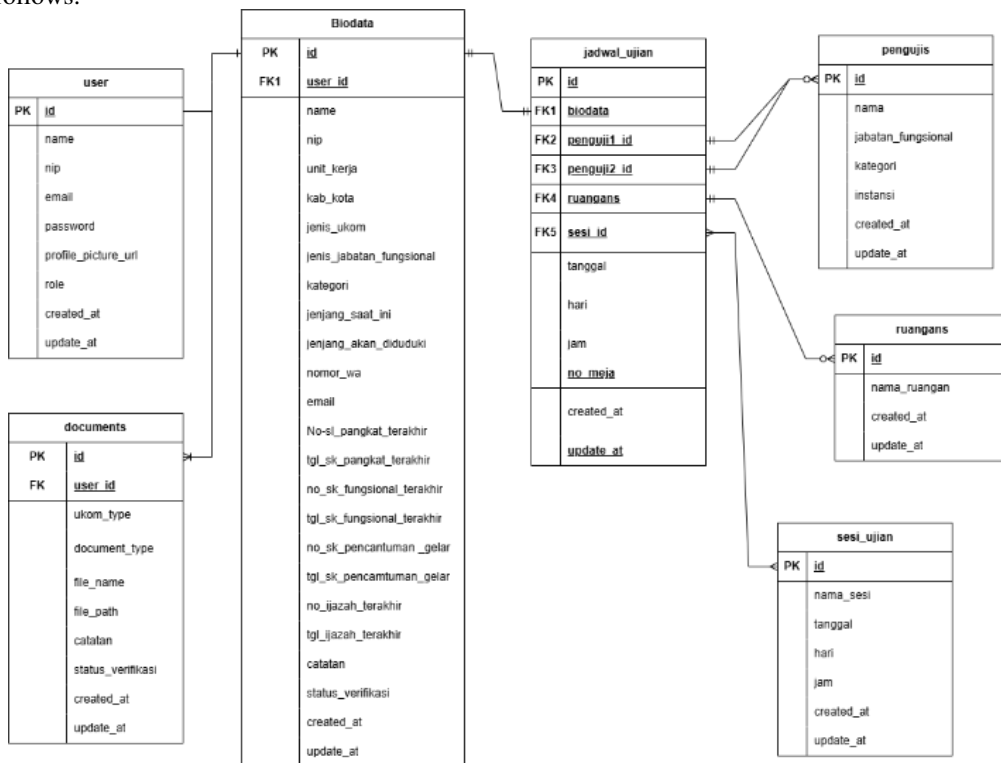 follows:
user
PK id
name
nip
email
password
profile_picture_url
role
created_at
update_at
documents
PK id
FK user_id
ukom_type
document_type
file_name
file_path
catatan
status_verifikasi
created_at
update_at
Biodata
PK id
FK1 user_id
name
nip
unit_kerja
kab_kota
jenis_ukom
jenis_jabatan_fungsional
kategori
jenjang_saat_ini
jenjang_akan_diduduki
nomor_wa
email
No-sl_pangkat_terakhir
tgl_sk_pangkat_terakhir
no_sk_fungsional_terakhir
tgl_sk_fungsional_terakhir
no_sk_pencantuman _gelar
tgl_sk_pencamtuman_gelar
no_ijazah_terakhir
tgl_ijazah_terakhir
catatan
status_verifikasi
created_at
update_at
jadwal_ujian
PK id
FK1 biodata
FK2 penguji1_id
FK3 penguji2_id
FK4 ruangans
FK5 sesi_id
tanggal
hari
jam
no_meja
created_at
update_at
pengujis
PK id
nama
jabatan_fungsional
kategori
instansi
created_at
update_at
ruangans
PK id
nama_ruangan
created_at
update_at
sesi_ujian
PK id
nama_sesi
tanggal
hari
jam
created_at
update_at